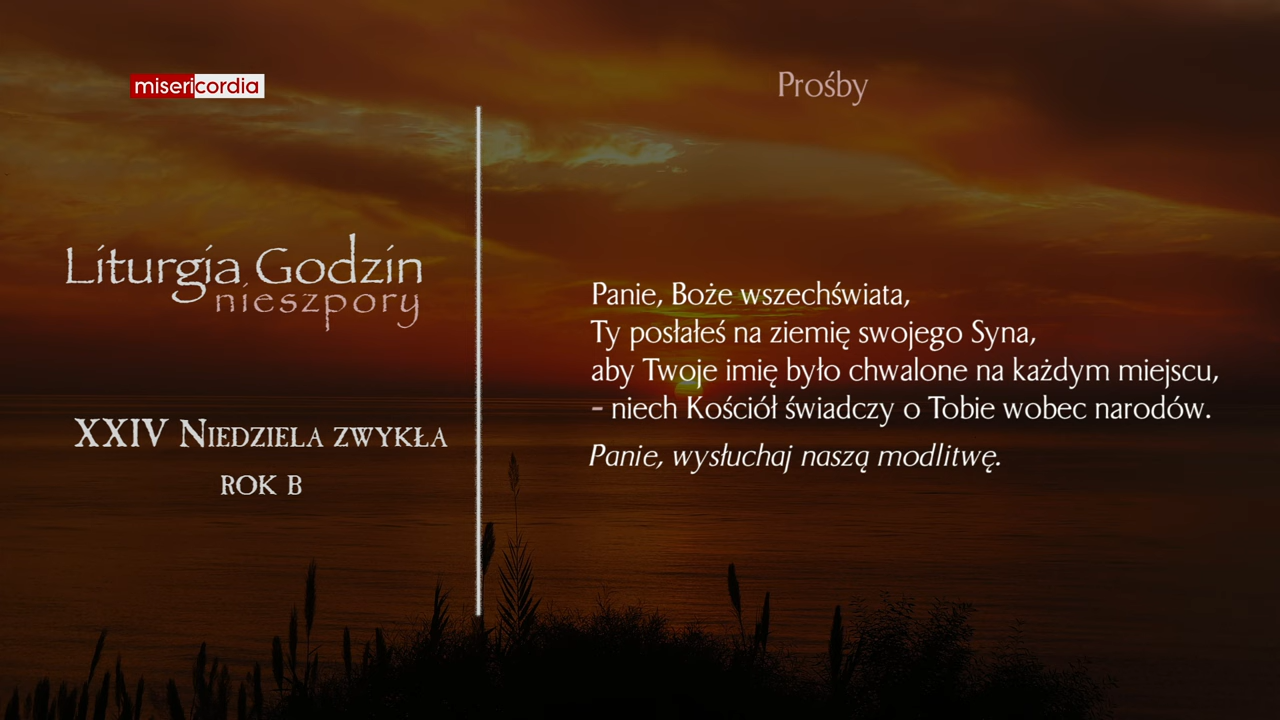 misericordia
Liturgia Godzin
nieszpory
XXIV Niedziela zwykła
rok B
Prośby
Panie, Boże wszechświata,
Ty posłałeś na ziemię swojego Syna,
aby Twoje imię było chwalone na każdym miejscu,
- niech Kościół świadczy o Tobie wobec narodów.
Panie, wysłuchaj naszą modlitwę.